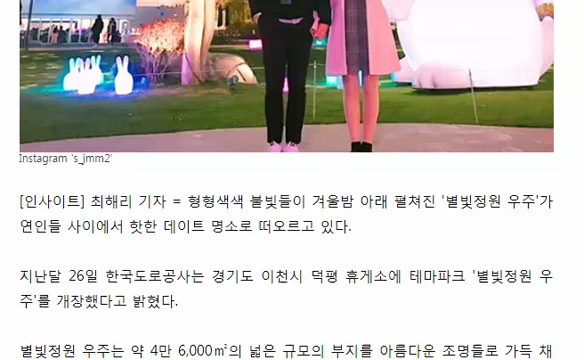 Instagram 's_jmm2'
[인사이트] 최해리 기자 = 형형색색 불빛들이 겨울밤 아래 펼쳐진 '별빛정원 우주'가
연인들 사이에서 핫한 데이트 명소로 떠오르고 있다.
지난달 26일 한국도로공사는 경기도 이천시 덕평 휴게소에 테마파크 '별빛정원 우
주'를 개장했다고 밝혔다.
별빛정원 우주는 약 4만 6,000㎡의 넓은 규모의 부지를 아름다운 조명들로 가득 채